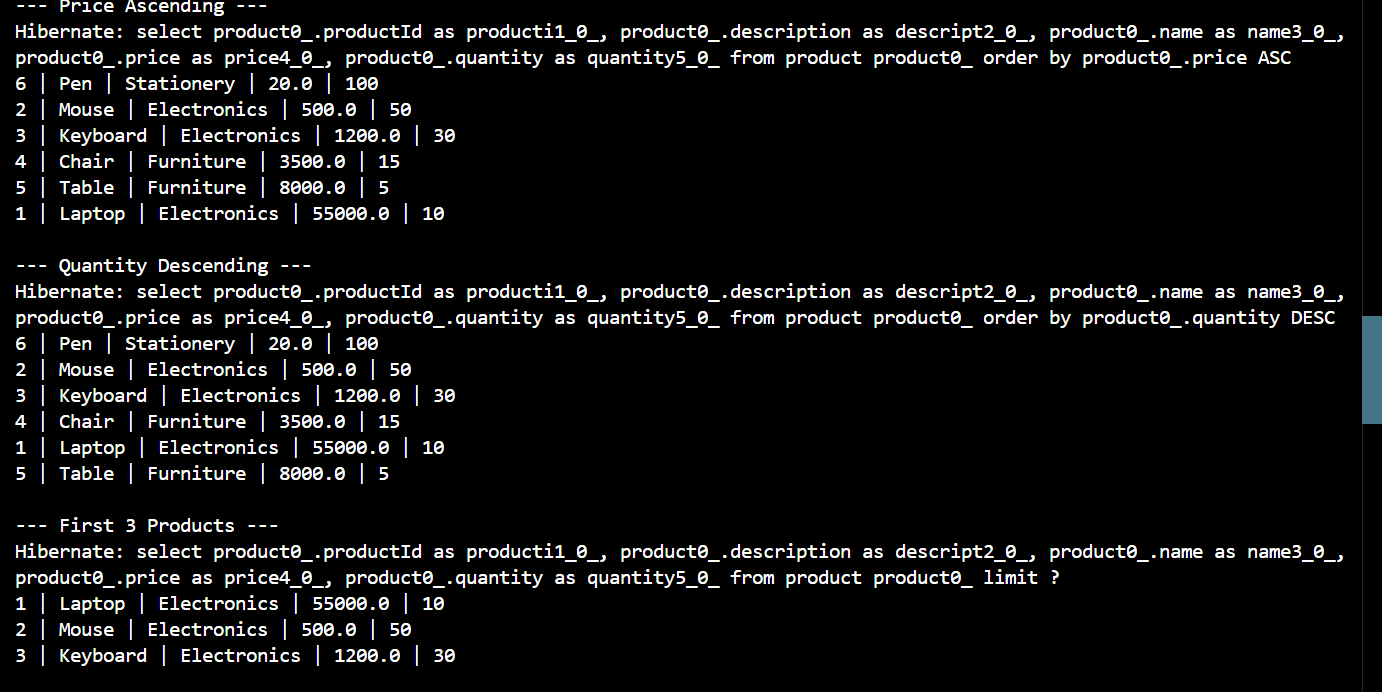 --- Price Ascending ---
Hibernate: select product0_.productId as producti1_0_, product0_.description as descript2_0_, product0_.name as name3_0_,
product0_.price as price4_0_, product0_.quantity as quantity5_0_ from product product0_ order by product0_.price ASC
6 | Pen | Stationery | 20.0 | 100
2 | Mouse | Electronics | 500.0 | 50
3 | Keyboard | Electronics | 1200.0 | 30
4 | Chair | Furniture | 3500.0 | 15
5 | Table | Furniture | 8000.0 | 5
1 | Laptop | Electronics | 55000.0 | 10
--- Quantity Descending ---
Hibernate: select product0_.productId as producti1_0_, product0_.description as descript2_0_, product0_.name as name3_0_,
product0_.price as price4_0_, product0_.quantity as quantity5_0_ from product product0_ order by product0_.quantity DESC
6 | Pen | Stationery | 20.0 | 100
2 | Mouse | Electronics | 500.0 | 50
3 | Keyboard | Electronics | 1200.0 | 30
4 | Chair | Furniture | 3500.0 | 15
1 | Laptop | Electronics | 55000.0 | 10
5 | Table | Furniture | 8000.0 | 5
--- First 3 Products ---
Hibernate: select product0_.productId as producti1_0_, product0_.description as descript2_0_, product0_.name as name3_0_,
product0_.price as price4_0_, product0_.quantity as quantity5_0_ from product product0_ limit ?
1 | Laptop | Electronics | 55000.0 | 10
2 | Mouse | Electronics | 500.0 | 50
3 | Keyboard | Electronics | 1200.0 | 30